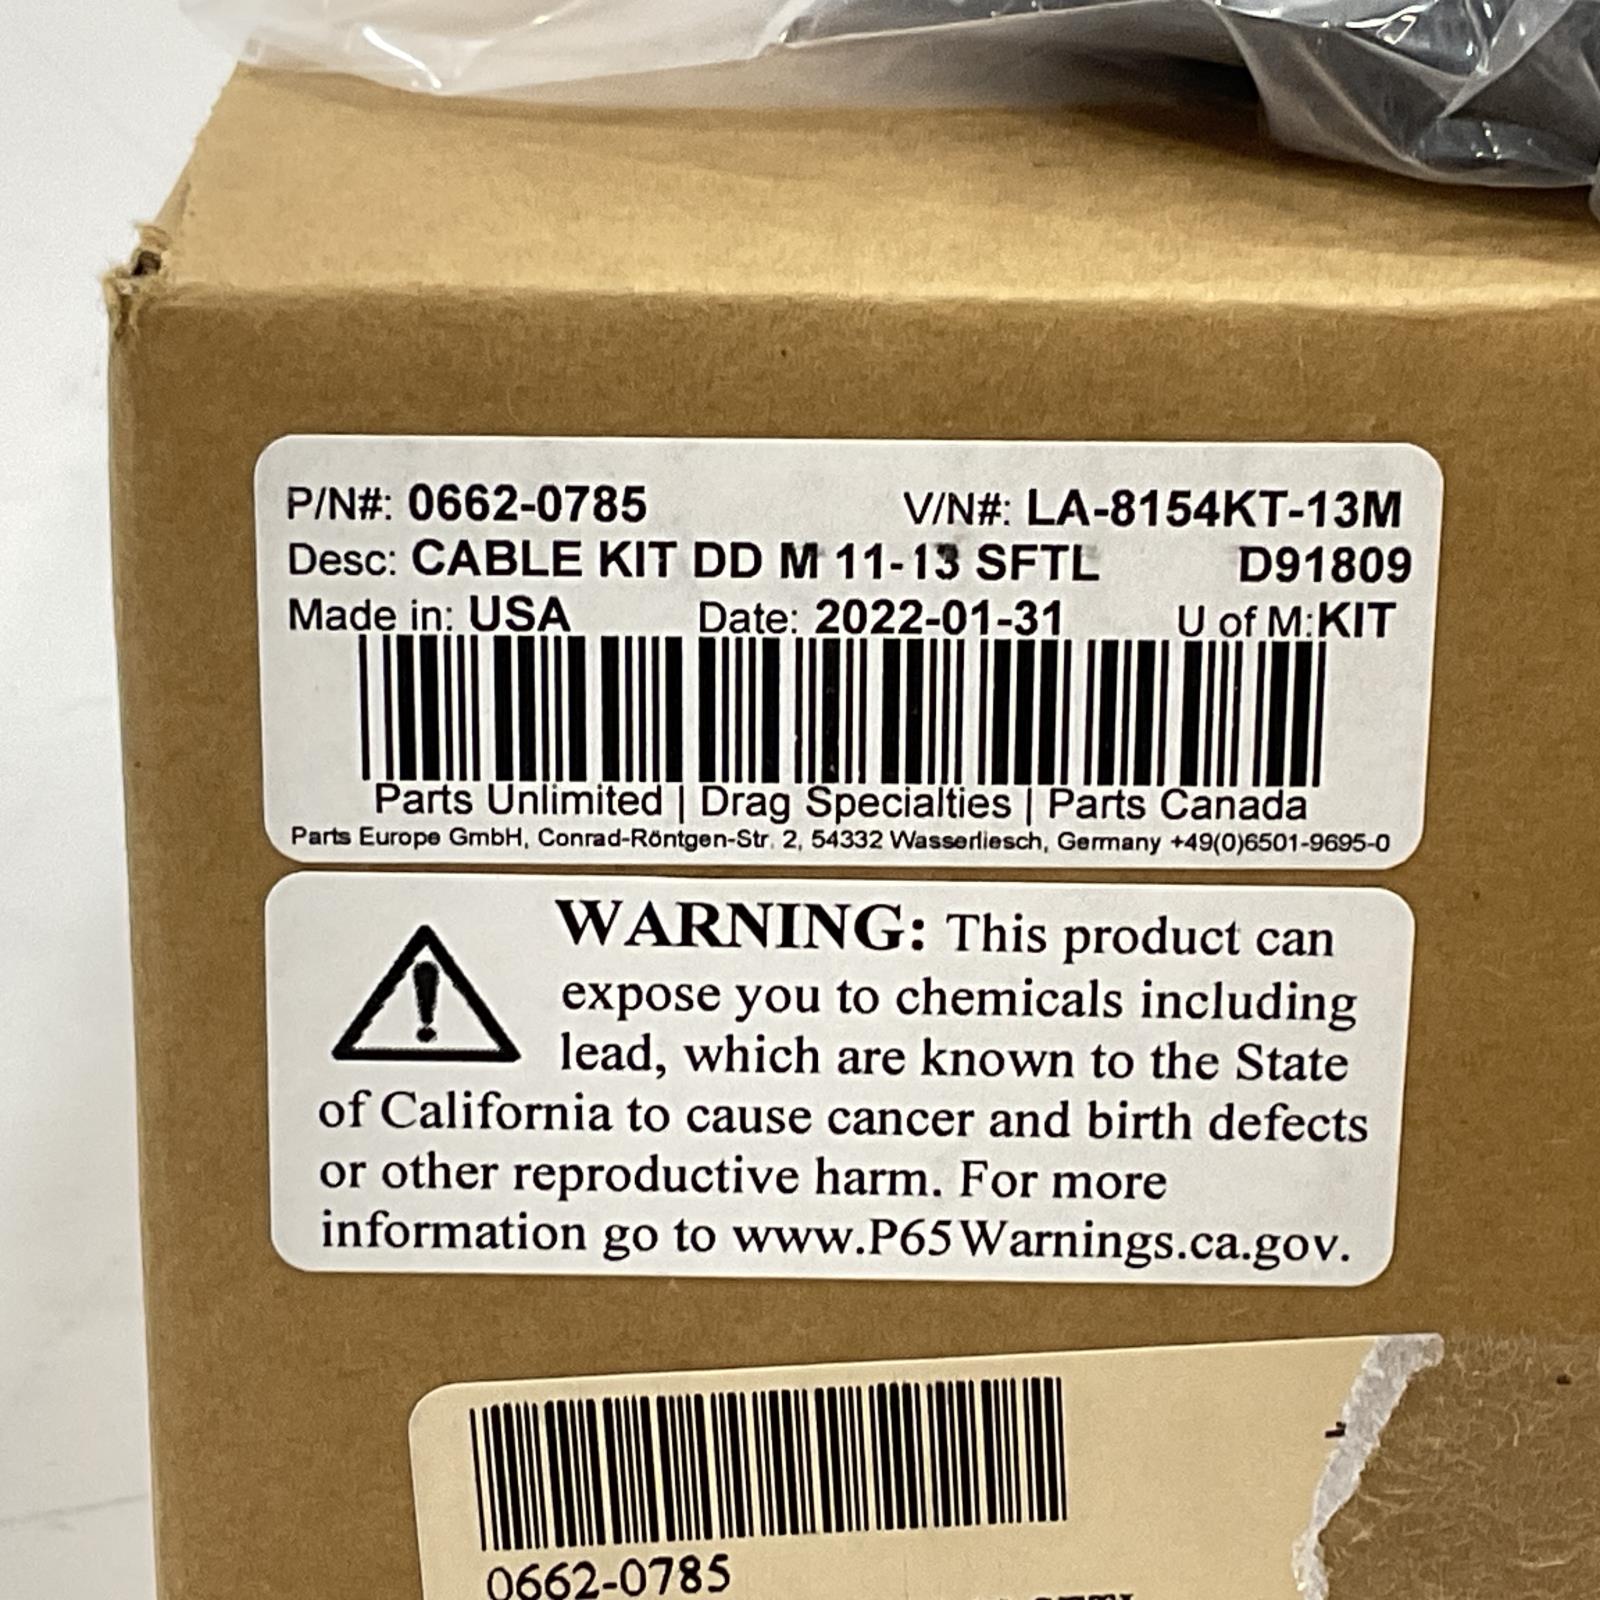 P/N#: 0662-0785 V/N#: LA-8154KT-13M
Desc: CABLE KIT DD M 11-13 SFTL D91809
Made in: USA Date: 2022-01-31 U of M:KIT
Parts Unlimited | Drag Specialties | Parts Canada
Parts Europe GmbH, Conrad-Röntgen-Str. 2, 54332 Wasserliesch, Germany +49(0)6501-9695-0
WARNING: This product can
expose you to chemicals including
lead, which are known to the State
of California to cause cancer and birth defects
or other reproductive harm. For more
information go to www.P65Warnings.ca.gov.
0662-0785